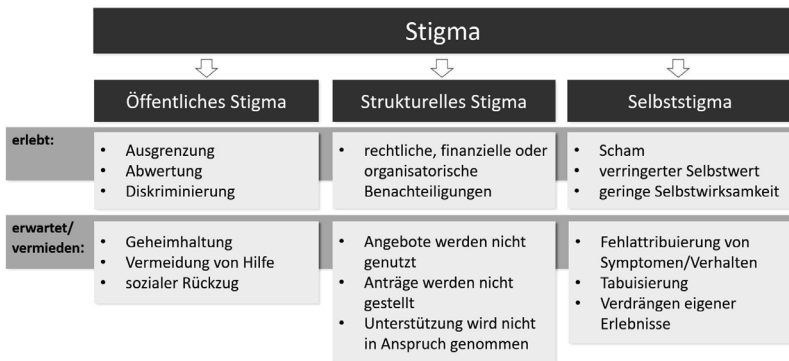 Stigma
Öffentliches Stigma
Strukturelles Stigma
Selbststigma
erlebt:
• Ausgrenzung
• Abwertung
• Diskriminierung
• rechtliche, finanzielle oder
organisatorische
Benachteiligungen
• Scham
• verringerter Selbstwert
• geringe Selbstwirksamkeit
erwartet/
vermieden:
• Geheimhaltung
• Vermeidung von Hilfe
• sozialer Rückzug
• Angebote werden nicht
genutzt
• Anträge werden nicht
gestellt
• Unterstützung wird nicht
in Anspruch genommen
• Fehlattribuierung von
Symptomen/Verhalten
• Tabuisierung
• Verdrängen eigener
Erlebnisse